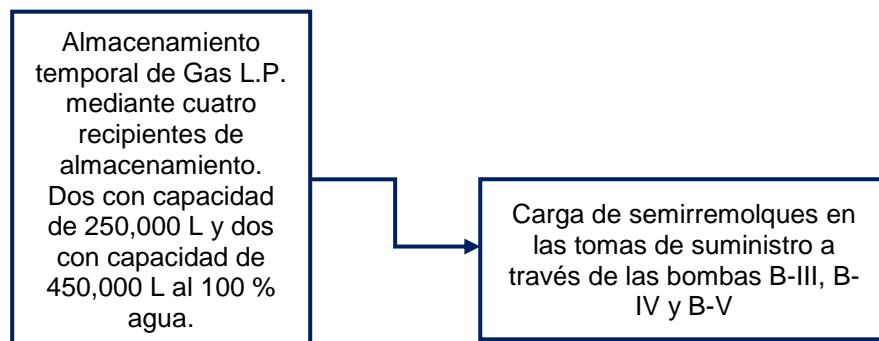 Almacenamiento
temporal de Gas L.P.
mediante cuatro
recipientes de
almacenamiento.
Dos con capacidad
de 250,000 L y dos
con capacidad de
450,000 L al 100 %
agua.
Carga de semirremolques en
las tomas de suministro a
través de las bombas B-III, B-
IV y B-V